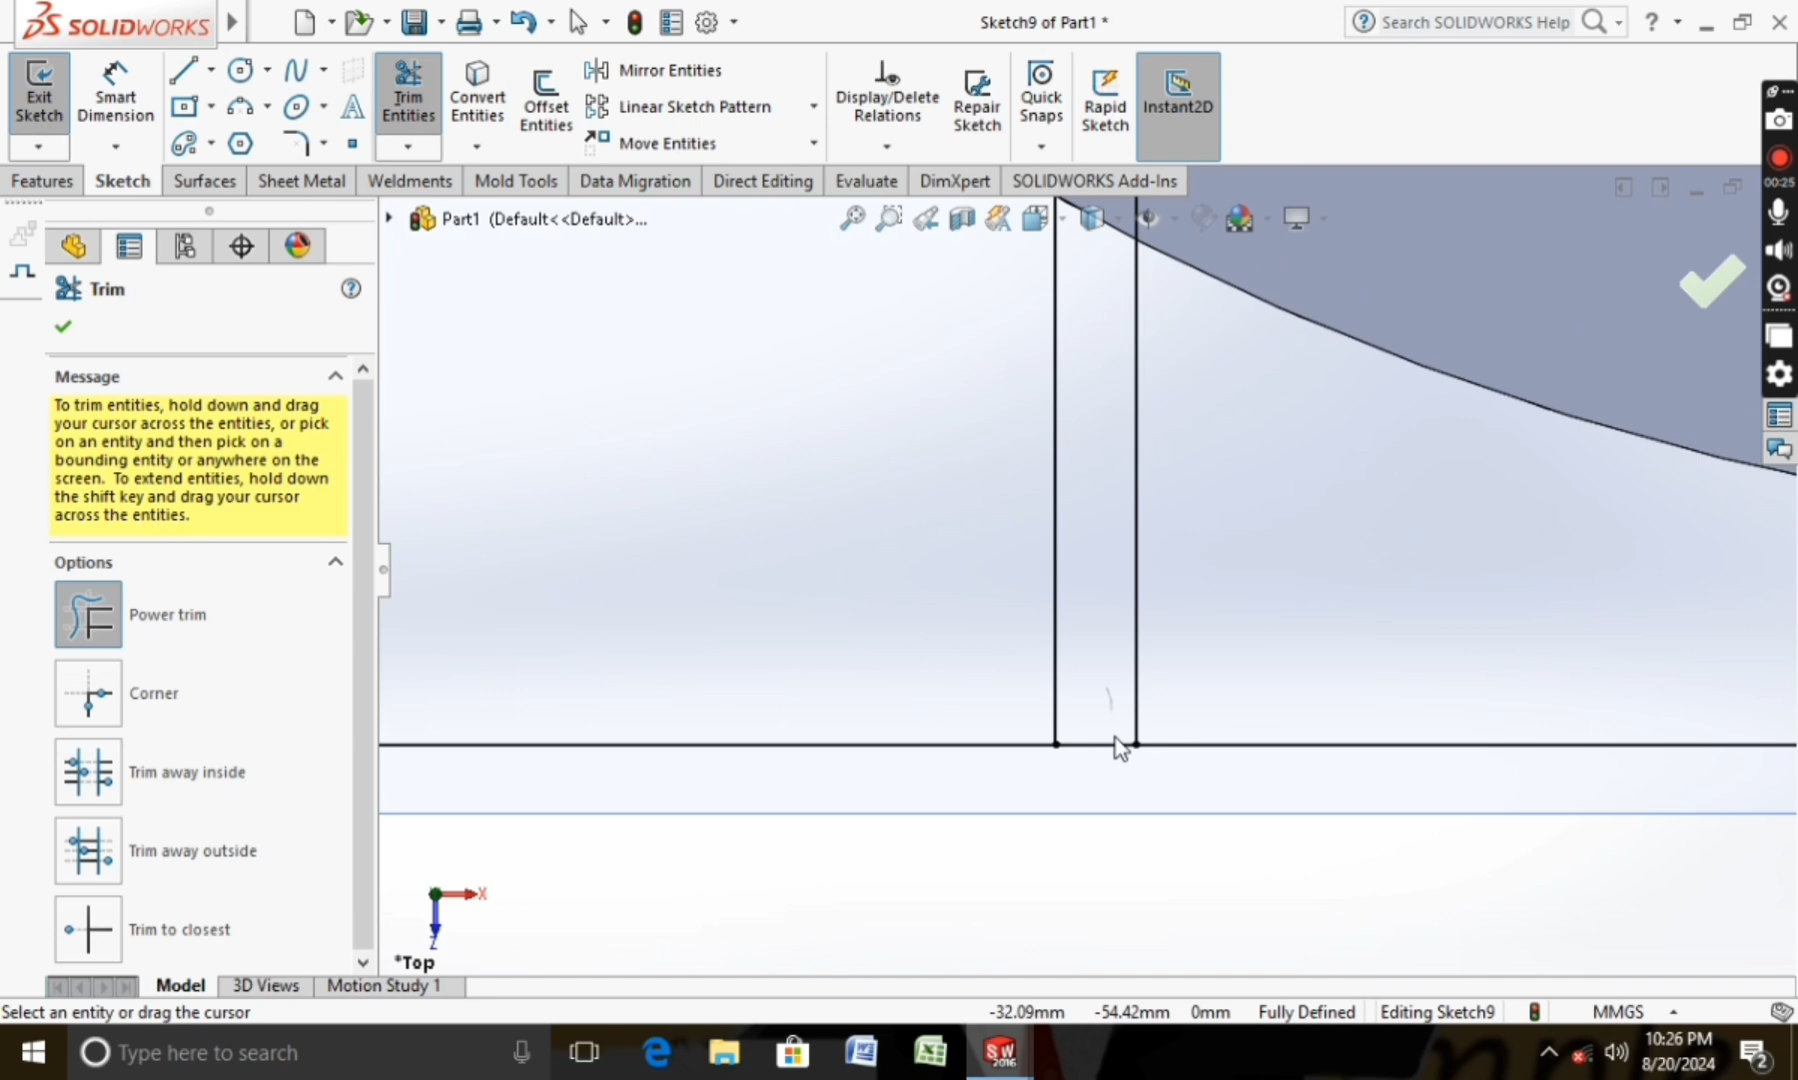 SOLIDWORKS
Sketch9 of Part1 *
Search SOLIDWORKS Help
?
Exit Sketch
Smart Dimension
Trim Entities
Convert Entities
Offset Entities
Mirror Entities
Linear Sketch Pattern
Move Entities
Display/Delete Relations
Repair Sketch
Quick Snaps
Rapid Sketch
Instant2D
00:25
Features Sketch Surfaces Sheet Metal Weldments Mold Tools Data Migration Direct Editing Evaluate DimXpert SOLIDWORKS Add-Ins
Part1 (Default<<Default>...
Trim
Message
To trim entities, hold down and drag
your cursor across the entities, or pick
on an entity and then pick on a
bounding entity or anywhere on the
screen. To extend entities, hold down
the shift key and drag your cursor
across the entities.
Options
Power trim
Corner
Trim away inside
Trim away outside
Trim to closest
X
Z
*Top
Model 3D Views Motion Study 1
Select an entity or drag the cursor
-32.09mm -54.42mm 0mm Fully Defined Editing Sketch9 MMGS
Type here to search
SW
2016
10:26 PM
8/20/2024
2